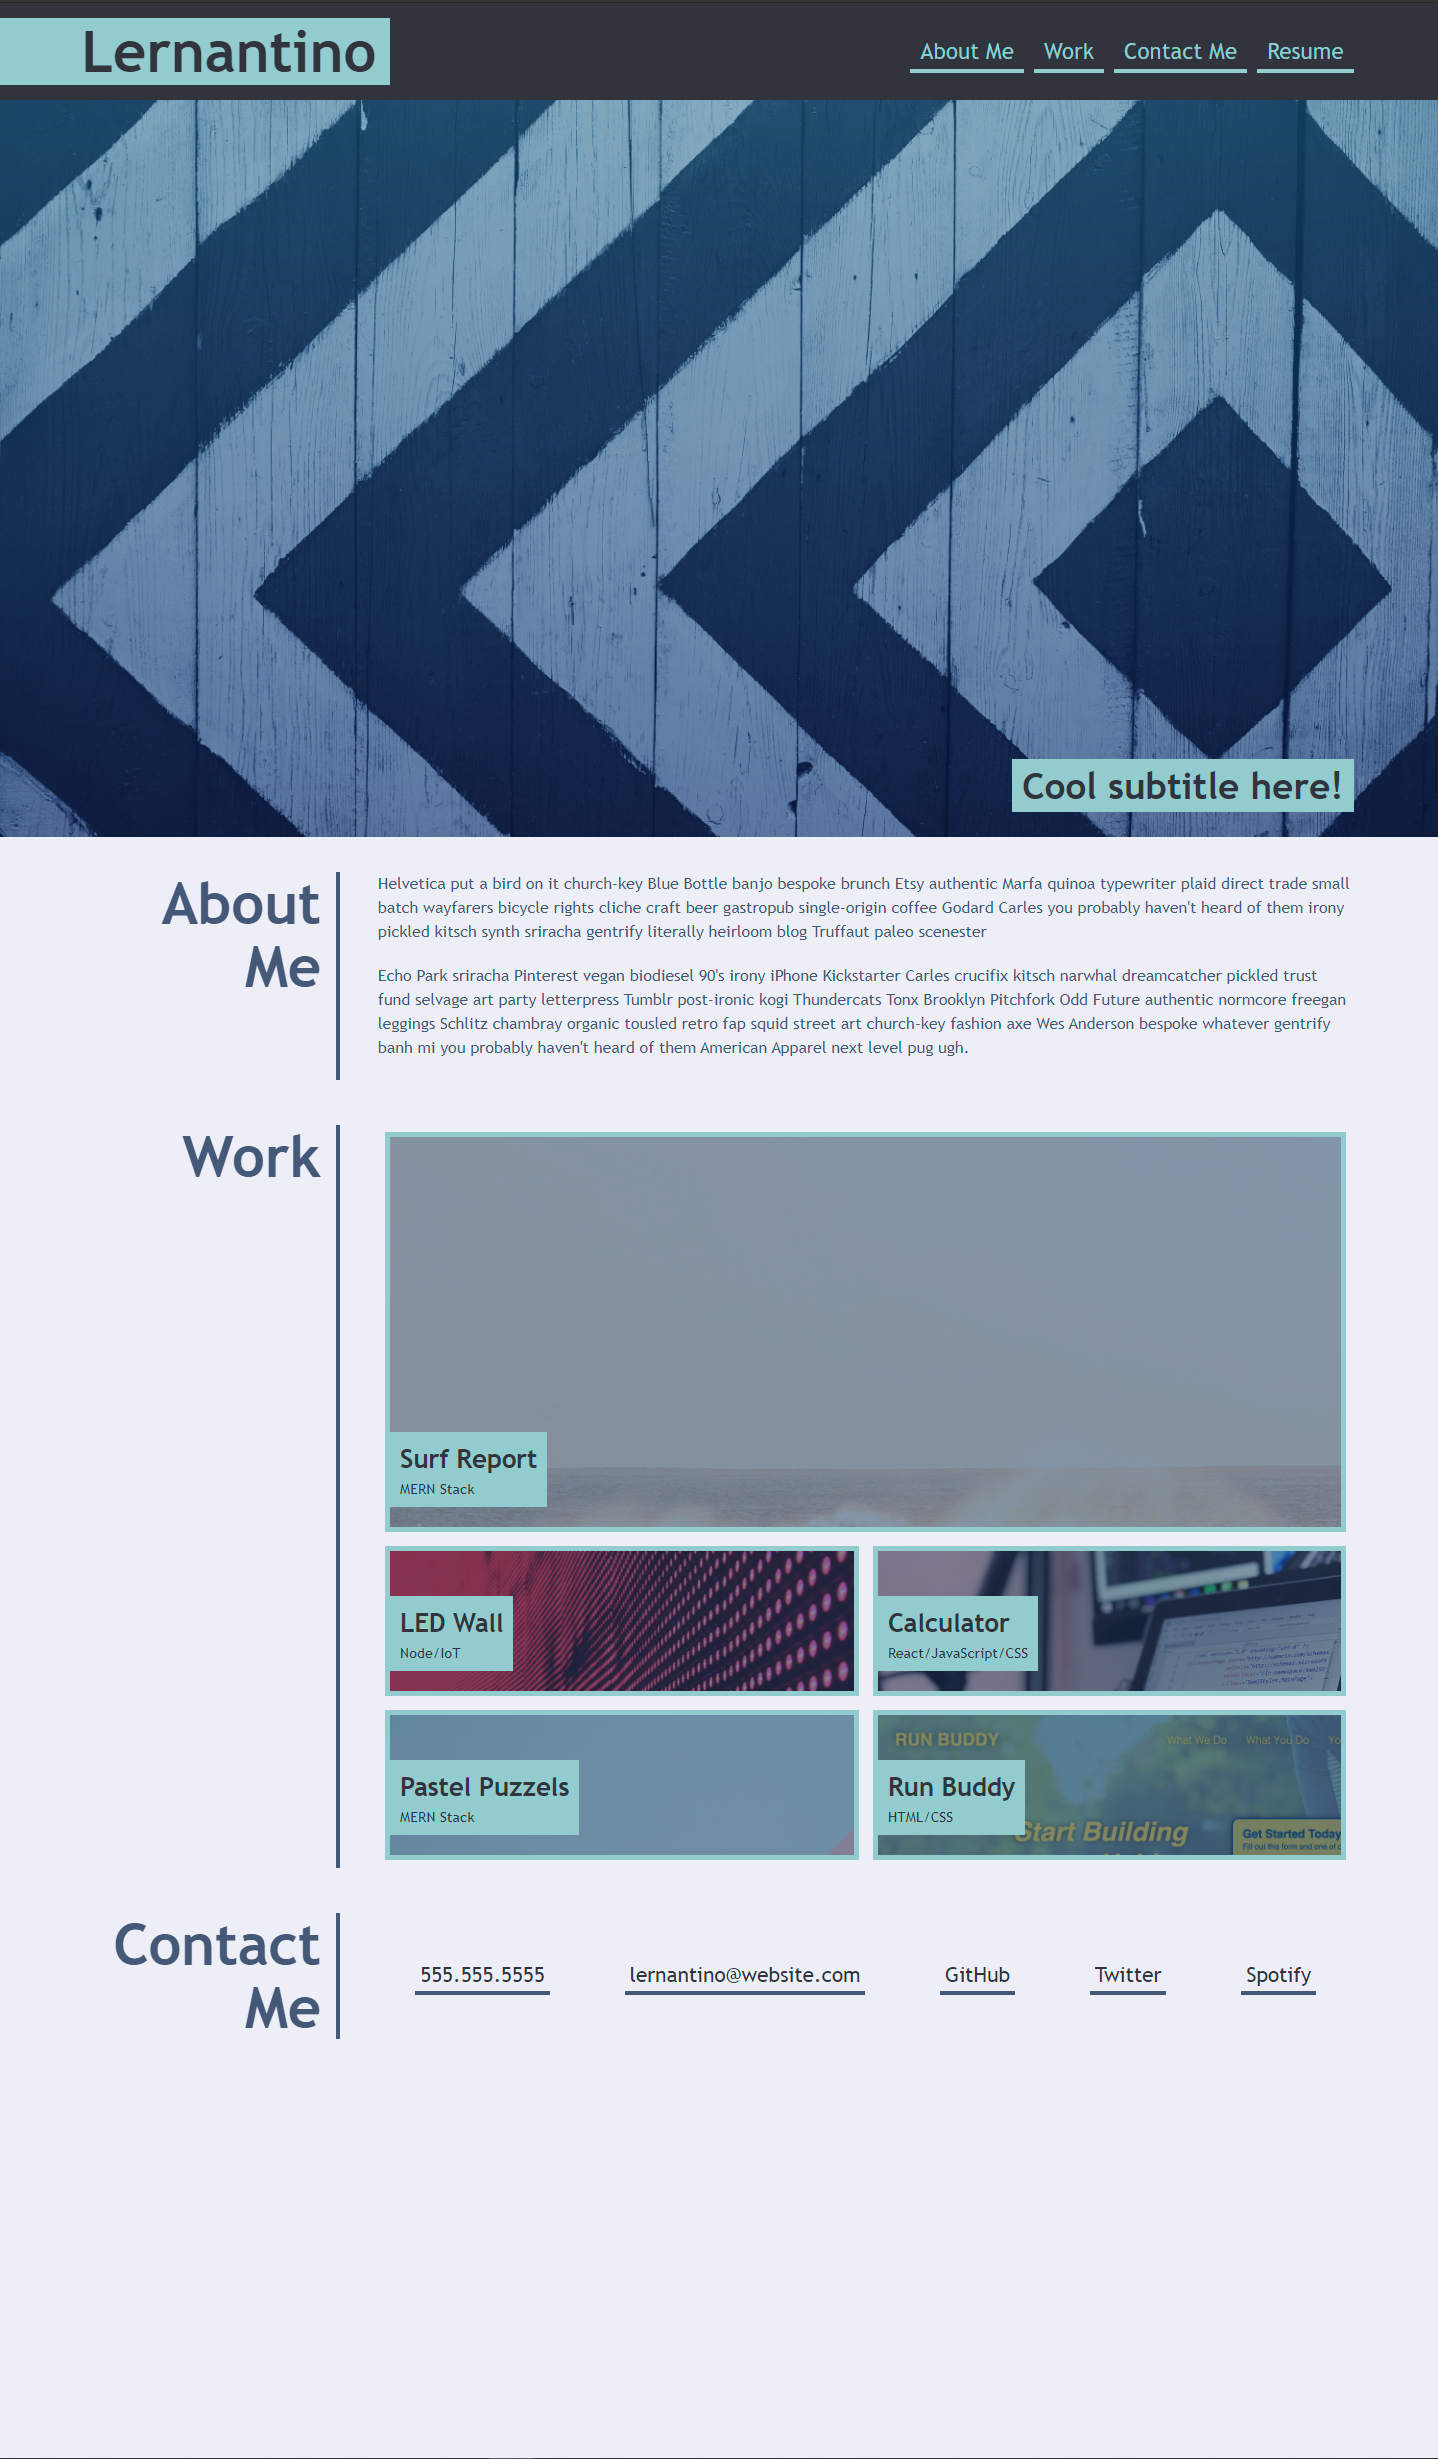 Lernantino
About Me Work Contact Me Resume
Cool subtitle here!
About
Me
Helvetica put a bird on it church-key Blue Bottle banjo bespoke brunch Etsy authentic Marfa quinoa typewriter plaid direct trade small
batch wayfarers bicycle rights cliche craft beer gastropub single-origin coffee Godard Carles you probably haven't heard of them irony
pickled kitsch synth sriracha gentrify literally heirloom blog Truffaut paleo scenester
Echo Park sriracha Pinterest vegan biodiesel 90's irony iPhone Kickstarter Carles crucifix kitsch narwhal dreamcatcher pickled trust
fund selvage art party letterpress Tumblr post-ironic kogi Thundercats Tonx Brooklyn Pitchfork Odd Future authentic normcore freegan
leggings Schlitz chambray organic tousled retro fap squid street art church-key fashion axe Wes Anderson bespoke whatever gentrify
banh mi you probably haven't heard of them American Apparel next level pug ugh.
Work
Surf Report
MERN Stack
LED Wall
Node/IoT
Calculator
React/JavaScript/CSS
Pastel Puzzels
MERN Stack
RUN BUDDY
What We Do What You Do Yo
Run Buddy
HTML/CSS
Start Building
Get Started Today
Fill out this form and one of
Contact
Me
555.555.5555
lernantino@website.com
GitHub
Twitter
Spotify